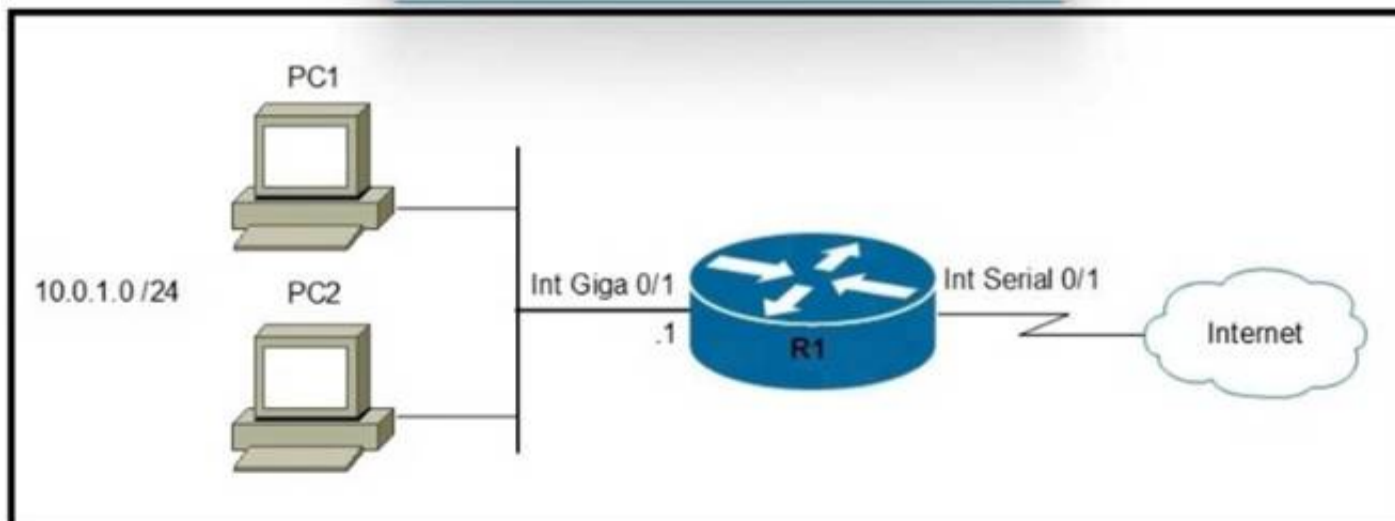 PC1
10.0.1.0 /24
PC2
Int Giga 0/1
.1
R1
Int Serial 0/1
Internet